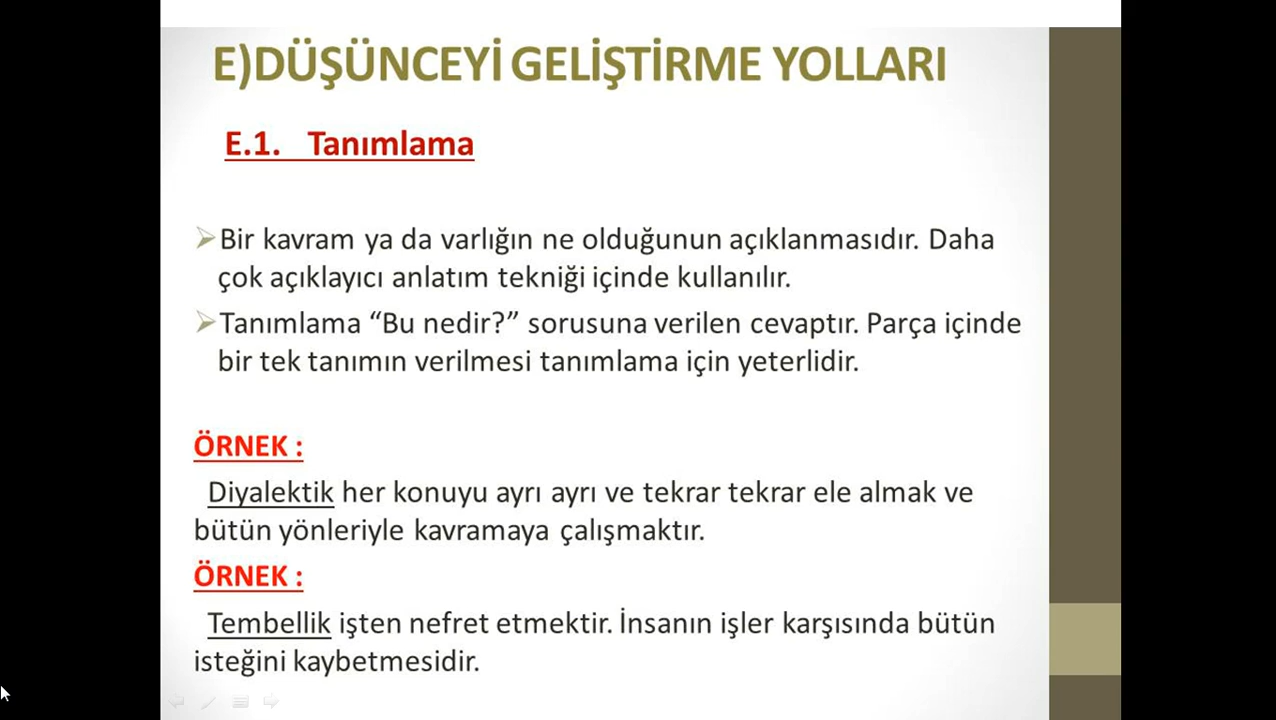 E)DÜŞÜNCEYİ GELİŞTİRME YOLLARI
E.1. Tanımlama
Bir kavram ya da varlığın ne olduğunun açıklanmasıdır. Daha
çok açıklayıcı anlatım tekniği içinde kullanılır.
Tanımlama “Bu nedir?” sorusuna verilen cevaptır. Parça içinde
bir tek tanımın verilmesi tanımlama için yeterlidir.
ÖRNEK :
Diyalektik her konuyu ayrı ayrı ve tekrar tekrar ele almak ve
bütün yönleriyle kavramaya çalışmaktır.
ÖRNEK :
Tembellik işten nefret etmektir. İnsanın işler karşısında bütün
isteğini kaybetmesidir.